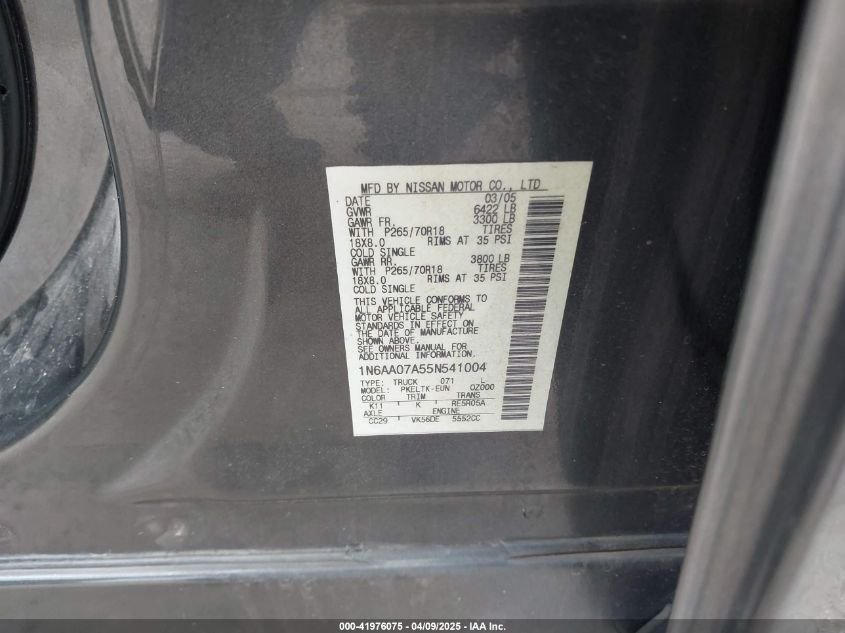 MFD BY NISSAN MOTOR CO., LTD
DATE 03/05
GVWR 6422 LB
GAWR FR. 3300 LB
WITH P265/70R18 TIRES
18X8.0 RIMS AT 35 PSI
COLD SINGLE
GAWR RR. 3800 LB
WITH P265/70R18 TIRES
18X8.0 RIMS AT 35 PSI
COLD SINGLE
THIS VEHICLE CONFORMS TO
ALL APPLICABLE FEDERAL
MOTOR VEHICLE SAFETY
STANDARDS IN EFFECT ON
THE DATE OF MANUFACTURE
SHOWN ABOVE.
SEE OWNERS MANUAL FOR
ADDITIONAL INFORMATION.
1N6AA07A55N541004
TYPE: TRUCK 071 L
MODEL: PKELTK-EUN 0Z000
COLOR TRIM TRANS
K11 K RE5R05A
AXLE ENGINE
CC29 VK56DE 5552CC
000-41976075 - 04/09/2025 - IAA Inc.